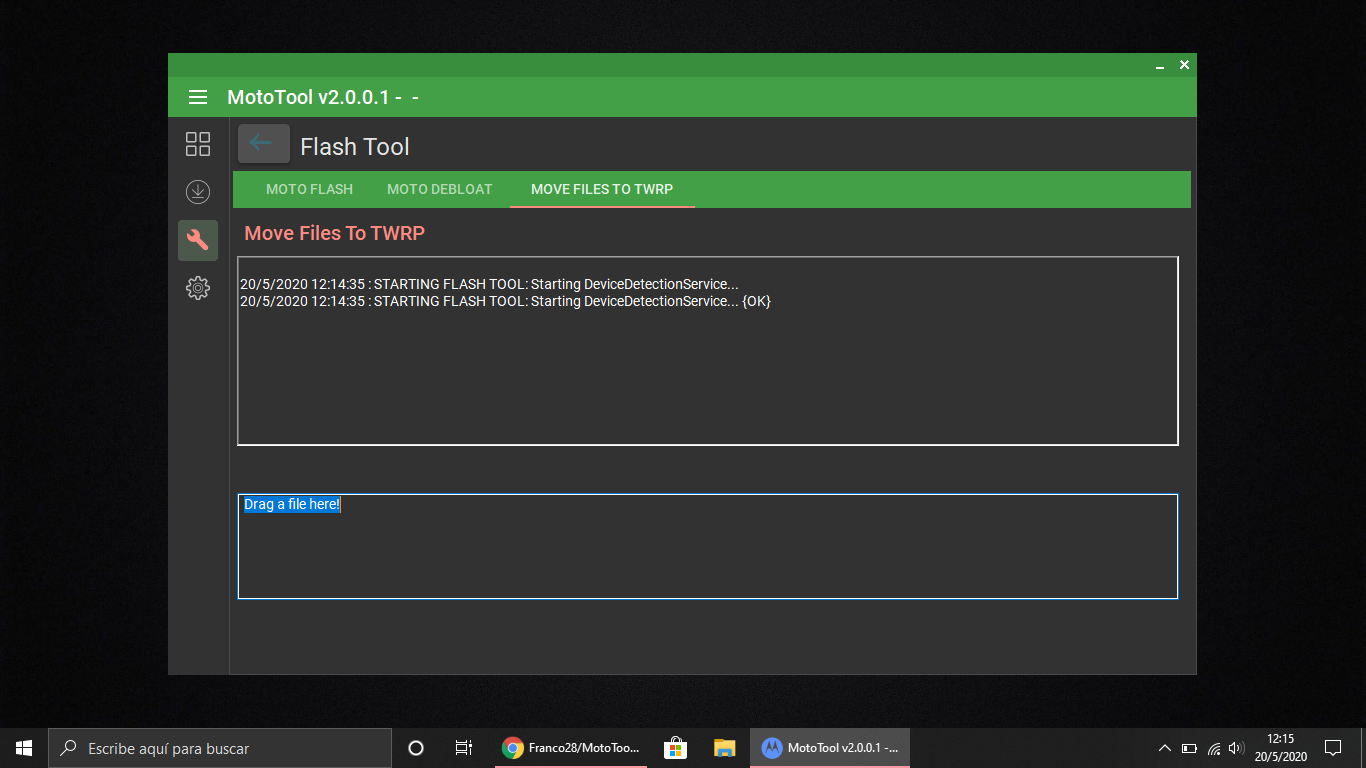 MotoTool v2.0.0.1 -  -
Flash Tool
MOTO FLASH MOTO DEBLOAT MOVE FILES TO TWRP
Move Files To TWRP
20/5/2020 12:14:35 : STARTING FLASH TOOL: Starting DeviceDetectionService...
20/5/2020 12:14:35 : STARTING FLASH TOOL: Starting DeviceDetectionService... {OK}
Drag a file here!
Escribe aquí para buscar
Franco28/MotoToo...
MotoTool v2.0.0.1 -...
12:15
20/5/2020